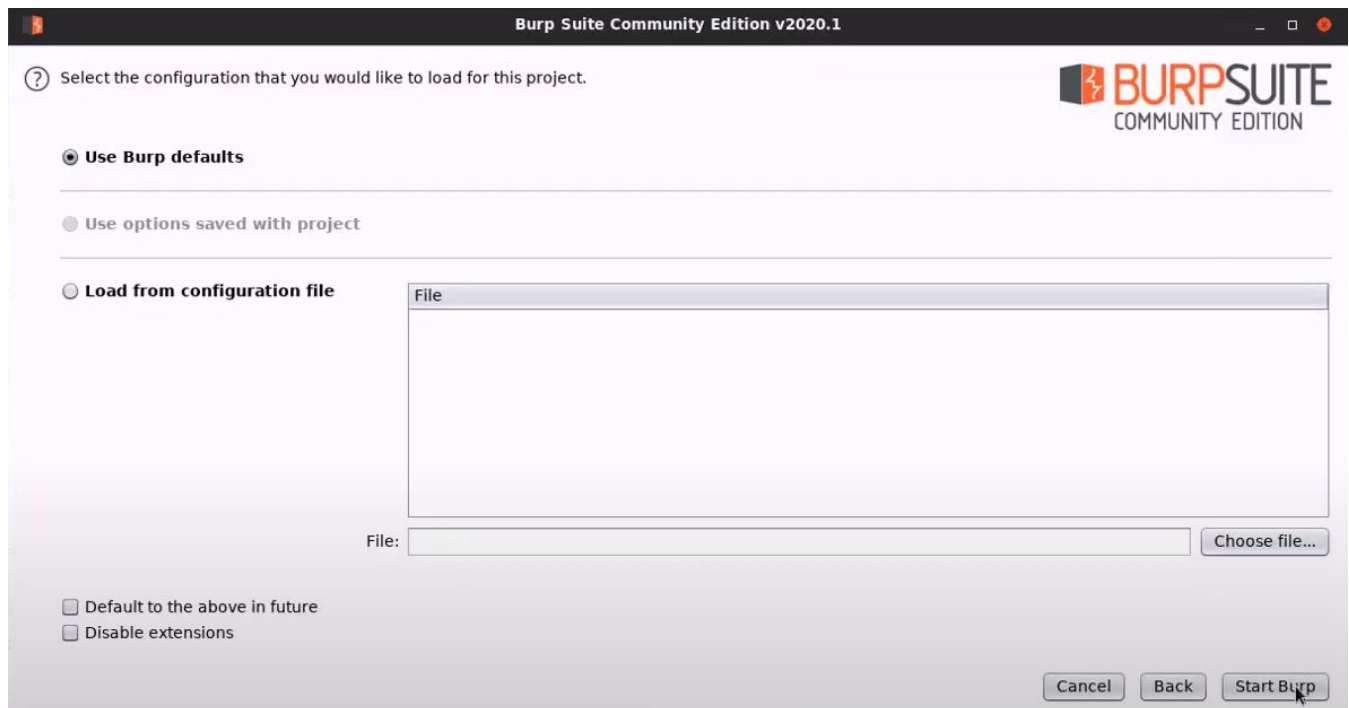 Burp Suite Community Edition v2020.1
? Select the configuration that you would like to load for this project.
BURPSUITE
COMMUNITY EDITION
Use Burp defaults
Use options saved with project
Load from configuration file
File
File:
Choose file...
Default to the above in future
Disable extensions
Cancel Back Start Burp